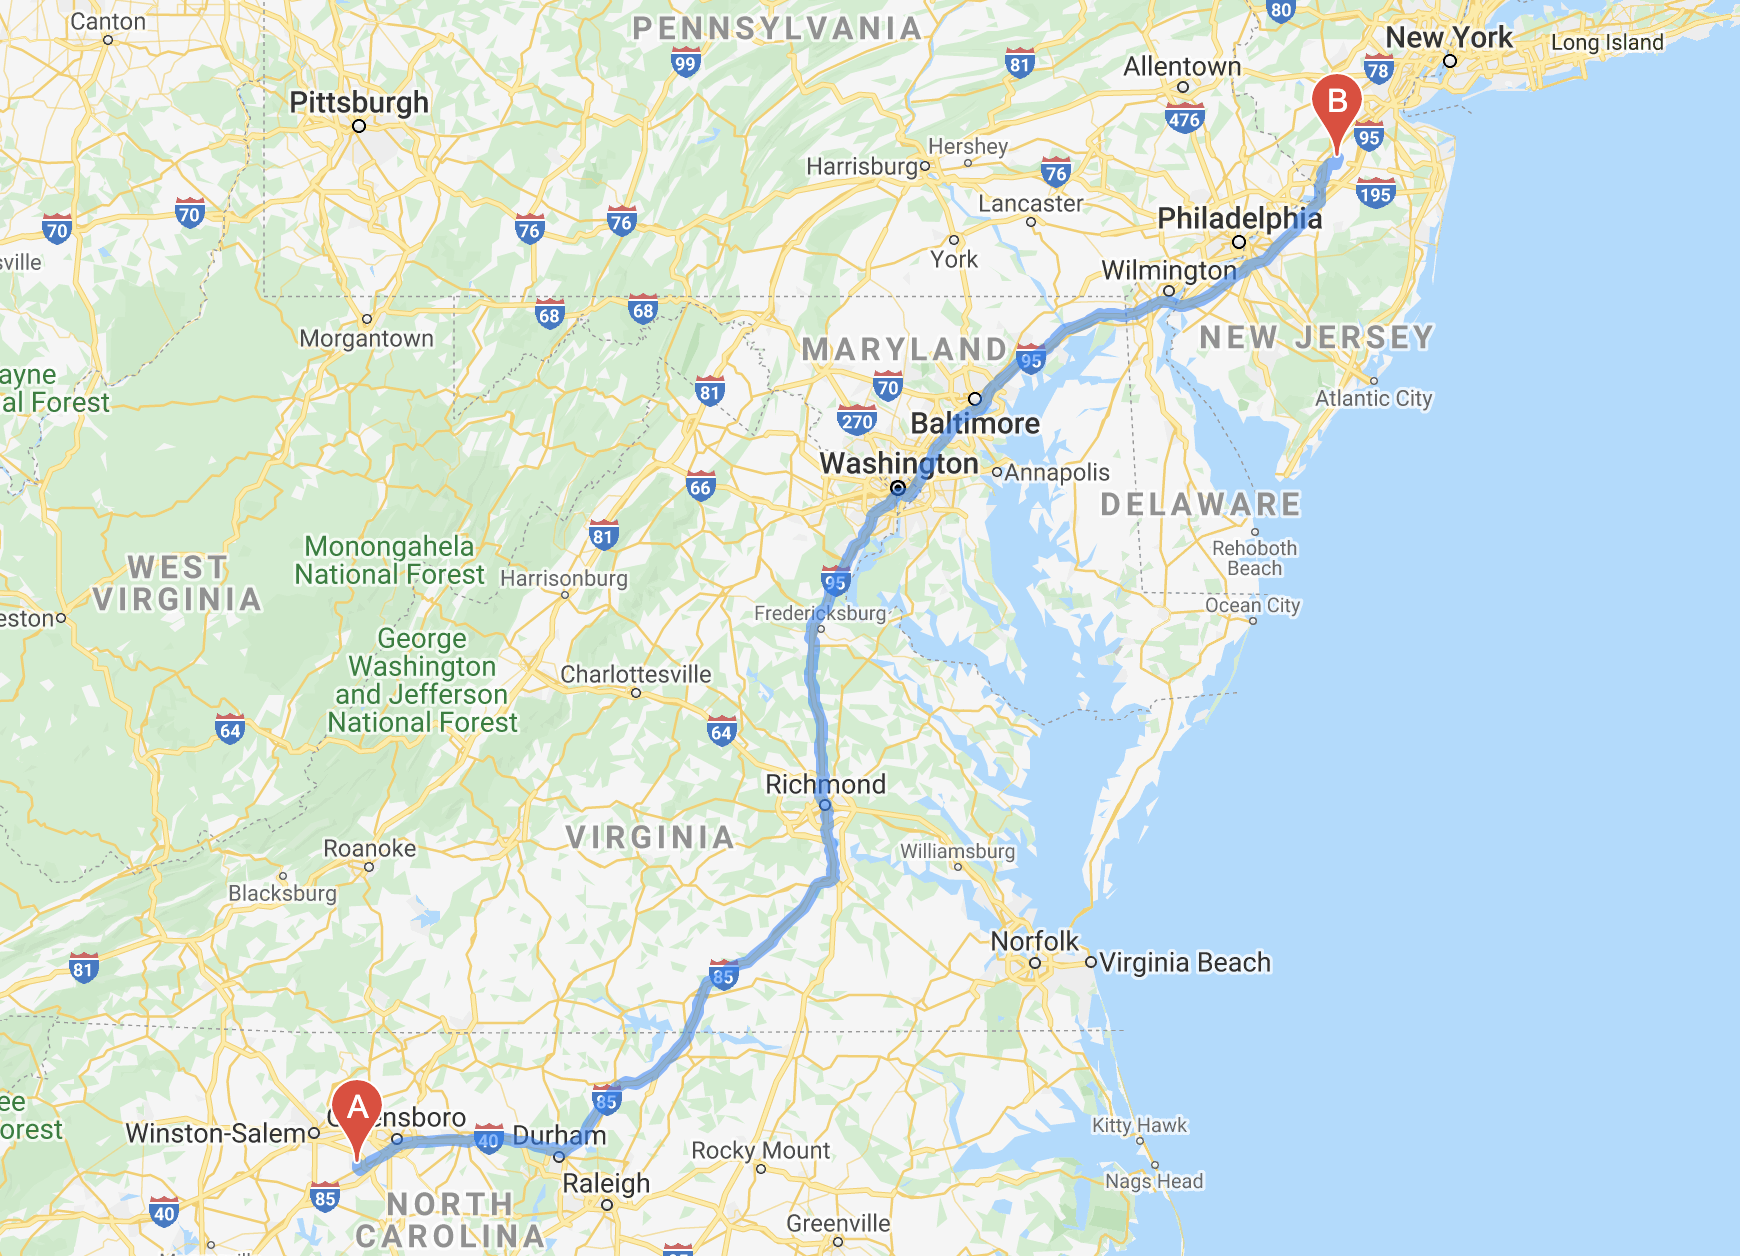 Canton
PENNSYLVANIA
80
New York
Long Island
99
81
78
Allentown
Pittsburgh
B
476
95
Hershey
Harrisburg
76
195
Lancaster
70
70
76
76
Philadelphia
sville
York
Wilmington
68
68
Morgantown
MARYLAND
NEW JERSEY
95
ayne
al Forest
81
70
Atlantic City
270
Baltimore
Washington
Annapolis
66
DELAWARE
81
Monongahela
National Forest
Rehoboth
Beach
WEST
VIRGINIA
Harrisonburg
95
eston
Fredericksburg
Ocean City
George
Washington
and Jefferson
National Forest
Charlottesville
64
64
Richmond
VIRGINIA
Roanoke
Williamsburg
Blacksburg
Norfolk
Virginia Beach
81
85
ee
orest
A
85
Winston-Salem
ensboro
40
Durham
Kitty Hawk
Rocky Mount
Raleigh
Nags Head
85
40
NORTH
CAROLINA
Greenville